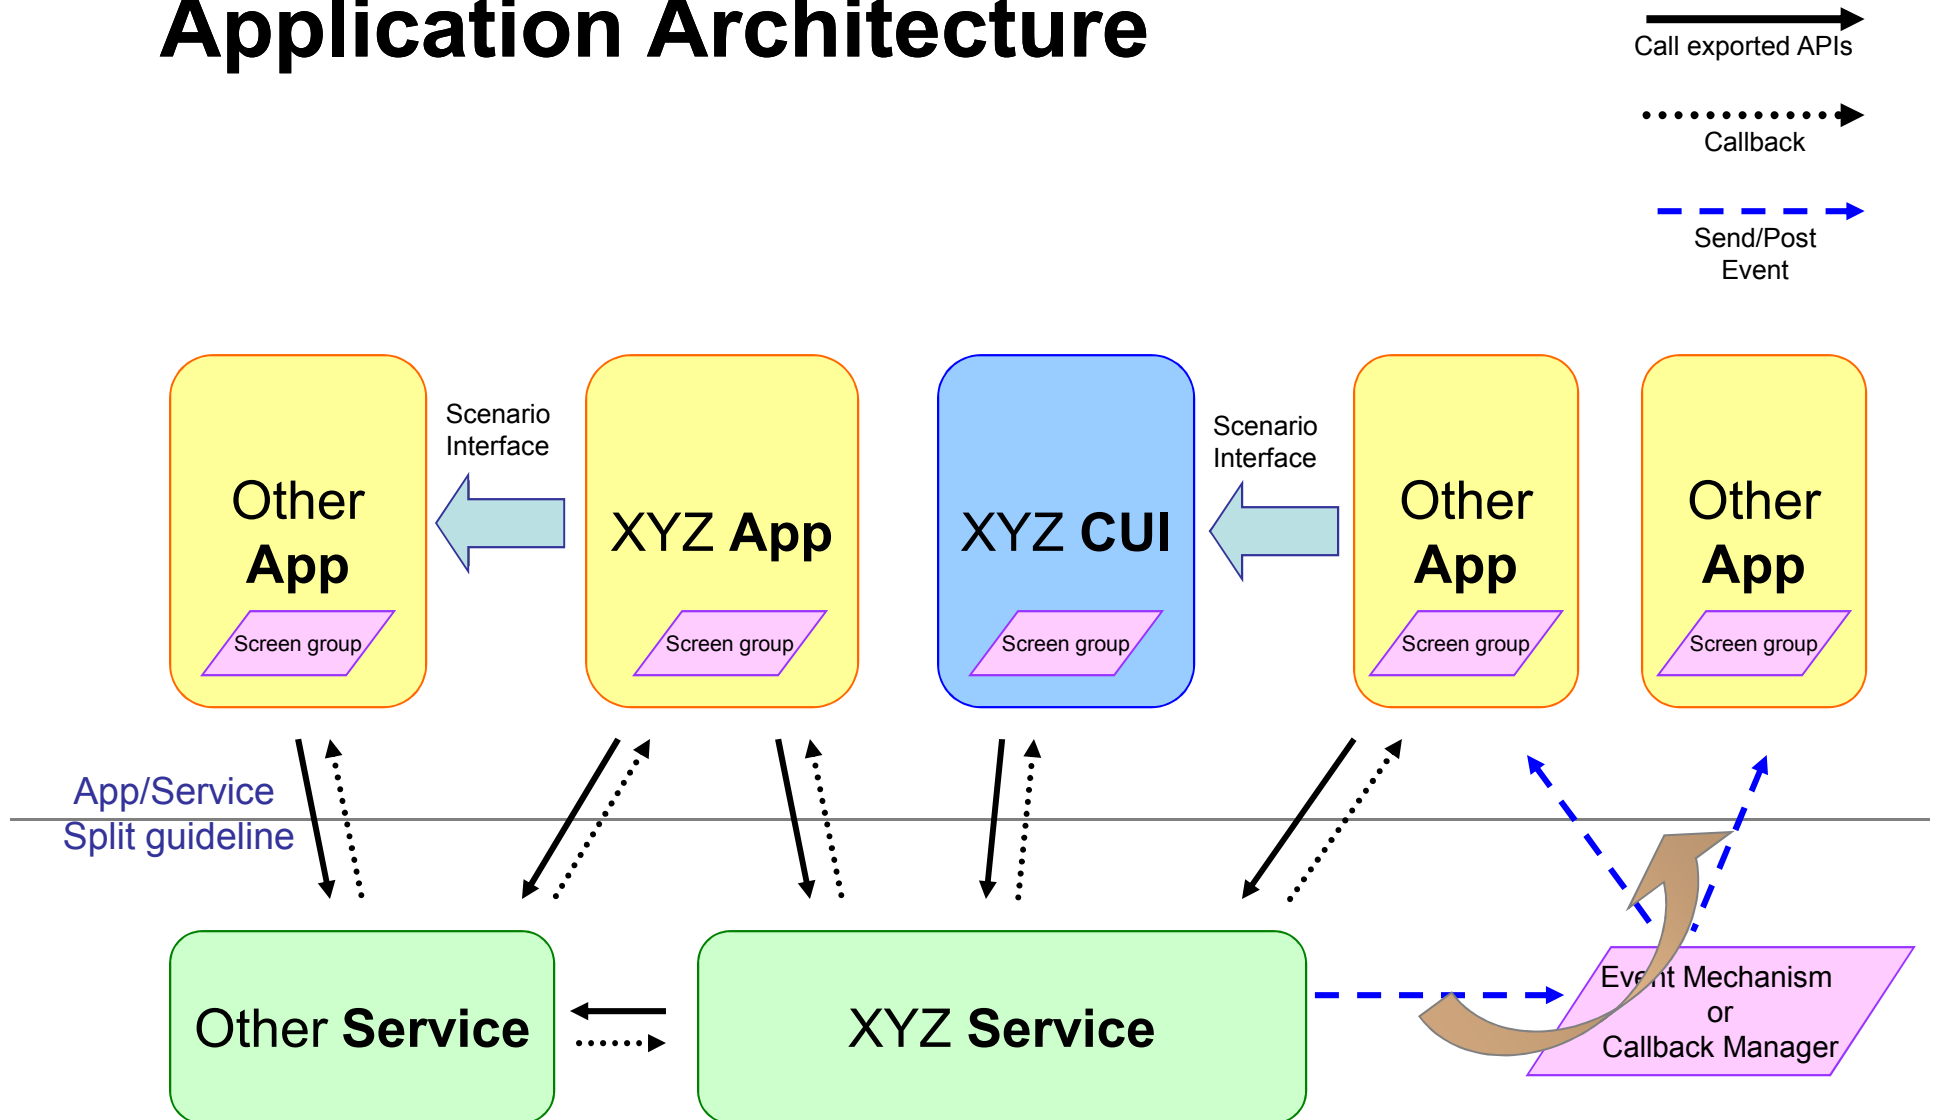 Application Architecture
Call exported APIs
Callback
Send/Post
Event
Other
App
Screen group
Scenario
Interface
XYZ App
Screen group
XYZ CUI
Screen group
Scenario
Interface
Other
App
Screen group
Other
App
Screen group
App/Service
Split guideline
Other Service
XYZ Service
Event Mechanism
or
Callback Manager